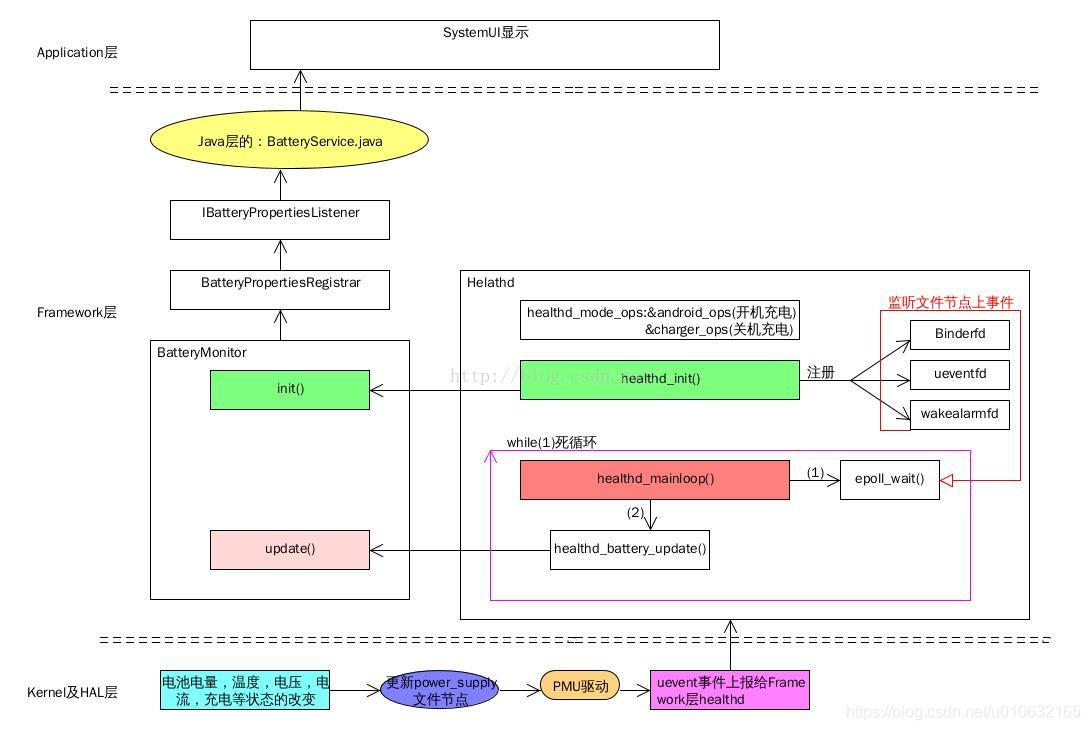 SystemUI显示
Application层
Java层的：BatteryService.java
IBatteryPropertiesListener
BatteryPropertiesRegistrar
Framework层
Helathd
healthd_mode_ops:&android_ops(开机充电)
&charger_ops(关机充电)
监听文件节点上事件
Binderfd
BatteryMonitor
init()
http://blog.csdn.
healthd_init()
注册
ueventfd
wakealarmfd
while(1)死循环
healthd_mainloop()
(1)
epoll_wait()
(2)
update()
healthd_battery_update()
Kernel及HAL层
电池电量，温度，电压，电
流，充电等状态的改变
更新power_supply
文件节点
PMU驱动
uevent事件上报给Frame
work层healthd
https://blog.csdn.net/u010632165